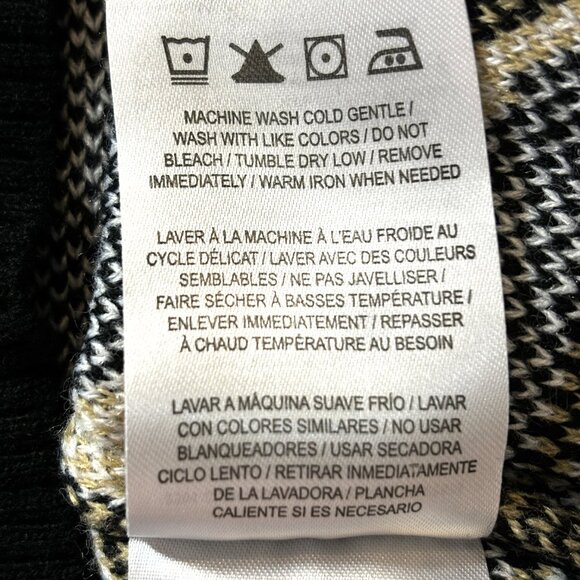 MACHINE WASH COLD GENTLE /
WASH WITH LIKE COLORS / DO NOT
BLEACH / TUMBLE DRY LOW / REMOVE
IMMEDIATELY / WARM IRON WHEN NEEDED
LAVER À LA MACHINE À L'EAU FROIDE AU
CYCLE DÉLICAT / LAVER AVEC DES COULEURS
SEMBLABLES / NE PAS JAVELLISER /
FAIRE SÉCHER À BASSES TEMPÉRATURE /
ENLEVER IMMEDIATEMENT / REPASSER
À CHAUD TEMPÉRATURE AU BESOIN
LAVAR A MÂQUINA SUAVE FRÍO / LAVAR
CON COLORES SIMILARES / NO USAR
BLANQUEADORES / USAR SECADORA
CICLO LENTO / RETIRAR INMEDIATAMENTE
DE LA LAVADORA / PLANCHA
CALIENTE SI ES NECESARIO